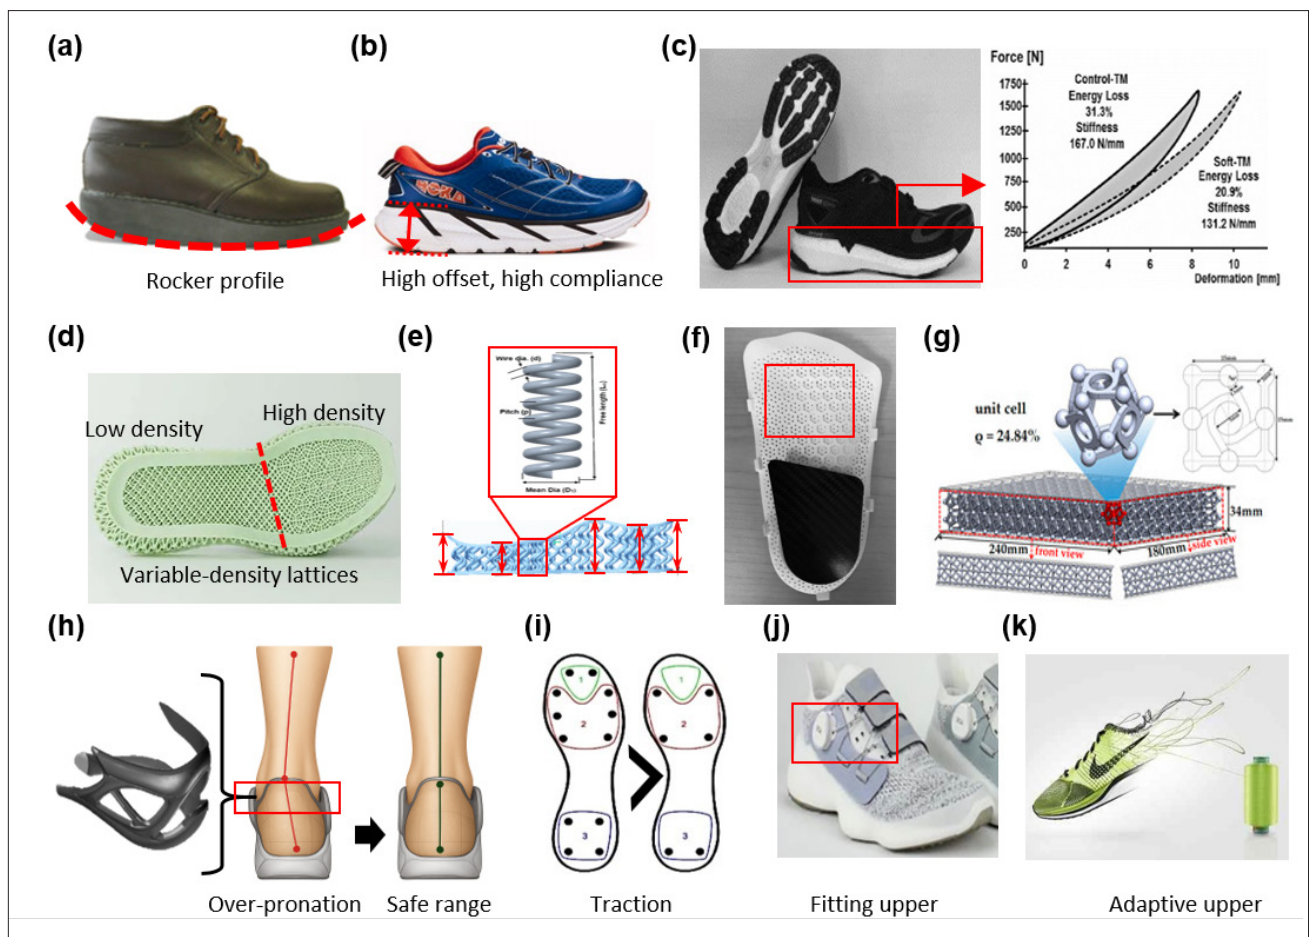 (a)
(b)
(c)
Rocker profile
HOKA
High offset, high compliance
Force [N]
1750
1500
1250
1000
750
500
250
0
2
4
6
8
10
Deformation [mm]
Control-TM
Energy Loss
31.3%
Stiffness
167.0 N/mm
Soft-TM
Energy Loss
20.9%
Stiffness
131.2 N/mm
(d)
(e)
(f)
(g)
Low density
High density
Variable-density lattices
Wire dia. (d)
Pitch (p)
Free length
Mean Dia
unit cell
ϱ = 24.84%
34mm
240mm
front view
180mm
side view
(h)
(i)
(j)
(k)
1
2
3
1
2
3
Over-pronation
Safe range
Traction
Fitting upper
Adaptive upper